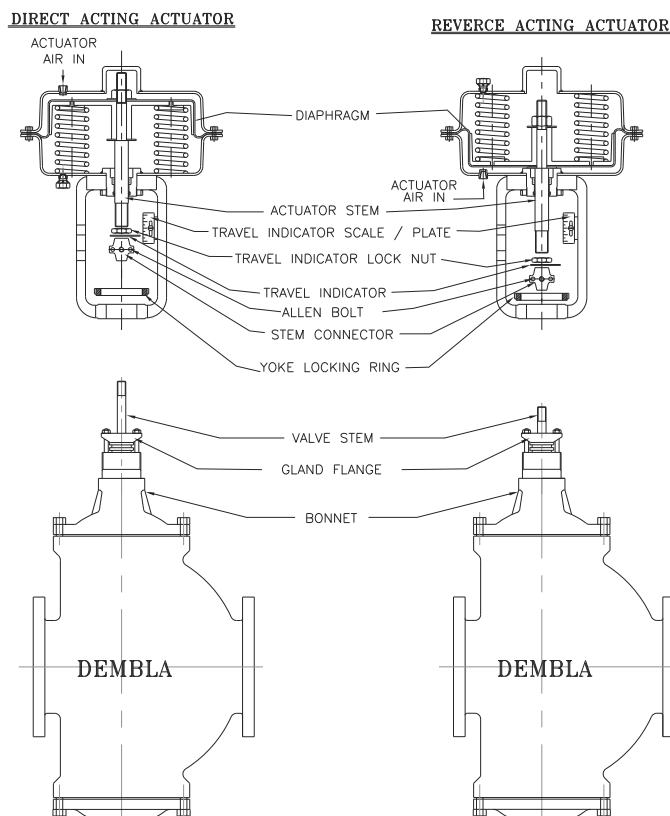 DIRECT ACTING ACTUATOR
REVERCE ACTING ACTUATOR
ACTUATOR
AIR IN
DIAPHRAGM
ACTUATOR
AIR IN
ACTUATOR STEM
TRAVEL INDICATOR SCALE / PLATE
TRAVEL INDICATOR LOCK NUT
TRAVEL INDICATOR
ALLEN BOLT
STEM CONNECTOR
YOKE LOCKING RING
VALVE STEM
GLAND FLANGE
BONNET
DEMBLA
DEMBLA